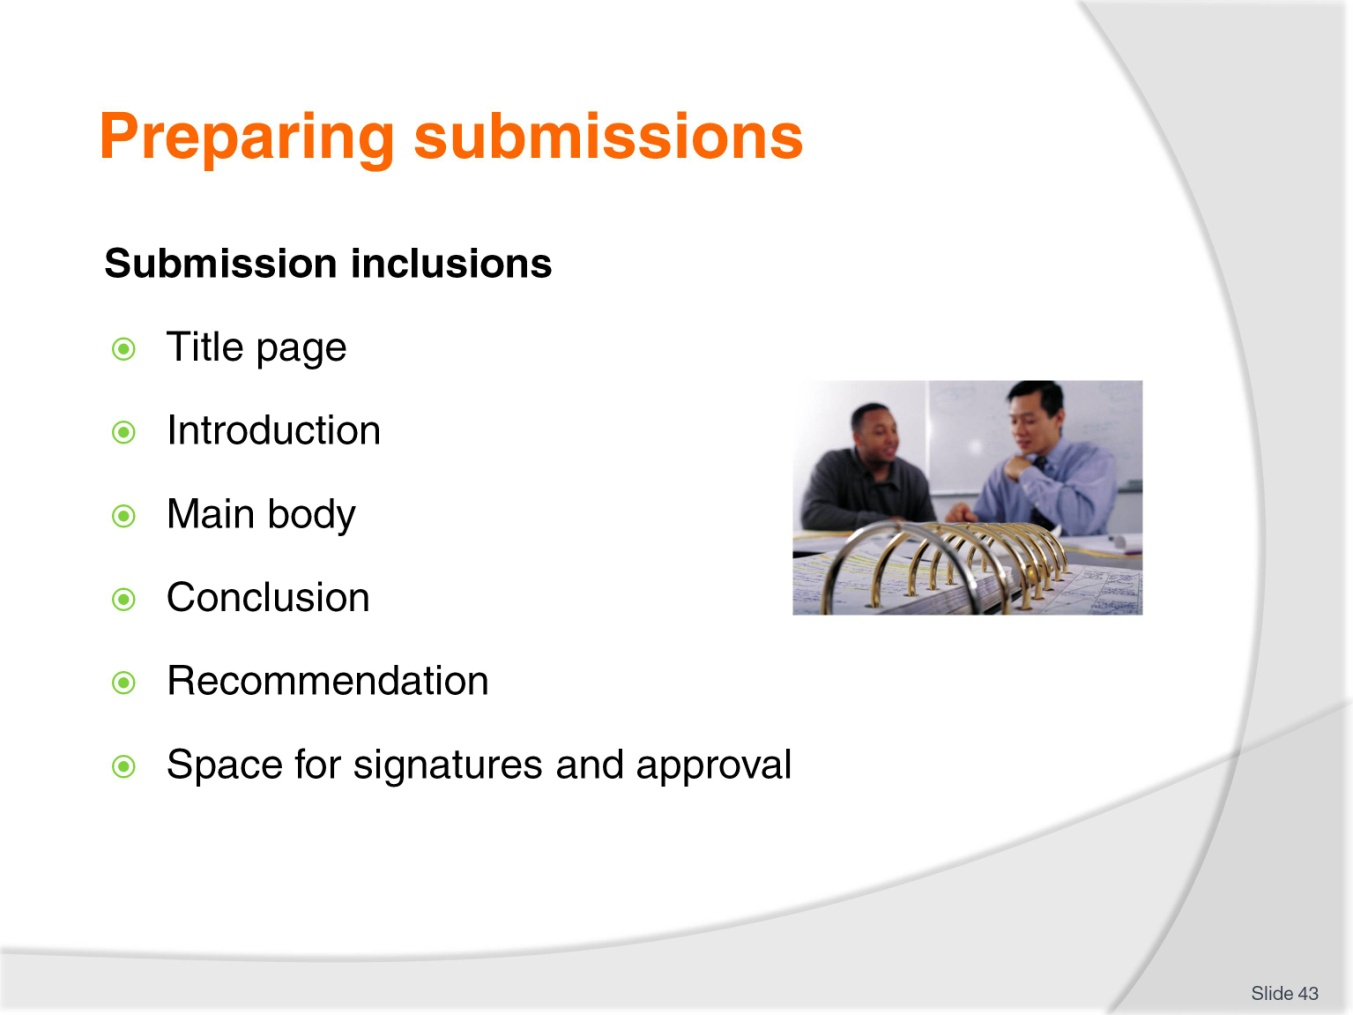 Preparing submissions
Submission inclusions
Title page
Introduction
Main body
Conclusion
Recommendation
Space for signatures and approval
Slide 43